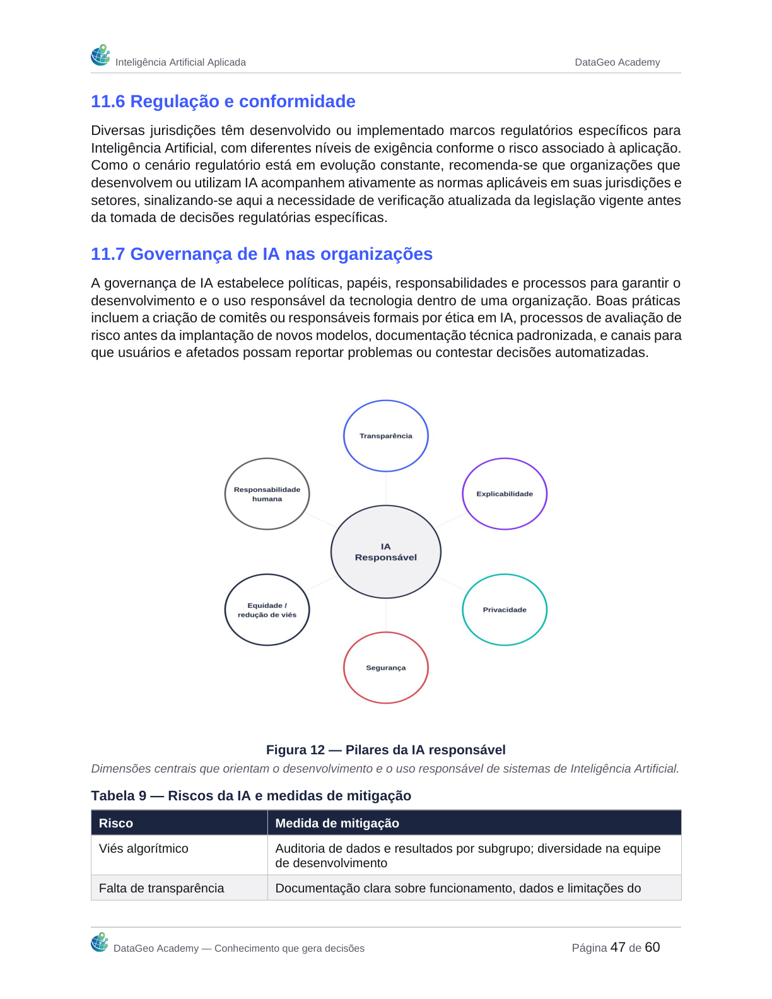 Inteligência Artificial Aplicada DataGeo Academy
11.6 Regulação e conformidade
Diversas jurisdições têm desenvolvido ou implementado marcos regulatórios específicos para
Inteligência Artificial, com diferentes níveis de exigência conforme o risco associado à aplicação.
Como o cenário regulatório está em evolução constante, recomenda-se que organizações que
desenvolvem ou utilizam IA acompanhem ativamente as normas aplicáveis em suas jurisdições e
setores, sinalizando-se aqui a necessidade de verificação atualizada da legislação vigente antes
da tomada de decisões regulatórias específicas.
11.7 Governança de IA nas organizações
A governança de IA estabelece políticas, papéis, responsabilidades e processos para garantir o
desenvolvimento e o uso responsável da tecnologia dentro de uma organização. Boas práticas
incluem a criação de comitês ou responsáveis formais por ética em IA, processos de avaliação de
risco antes da implantação de novos modelos, documentação técnica padronizada, e canais para
que usuários e afetados possam reportar problemas ou contestar decisões automatizadas.
Transparência
Responsabilidade
humana
Explicabilidade
IA
Responsável
Equidade /
redução de viés
Privacidade
Segurança
Figura 12 — Pilares da IA responsável
Dimensões centrais que orientam o desenvolvimento e o uso responsável de sistemas de Inteligência Artificial.
Tabela 9 — Riscos da IA e medidas de mitigação
Risco Medida de mitigação
Viés algorítmico Auditoria de dados e resultados por subgrupo; diversidade na equipe
de desenvolvimento
Falta de transparência Documentação clara sobre funcionamento, dados e limitações do
DataGeo Academy — Conhecimento que gera decisões Página 47 de 60